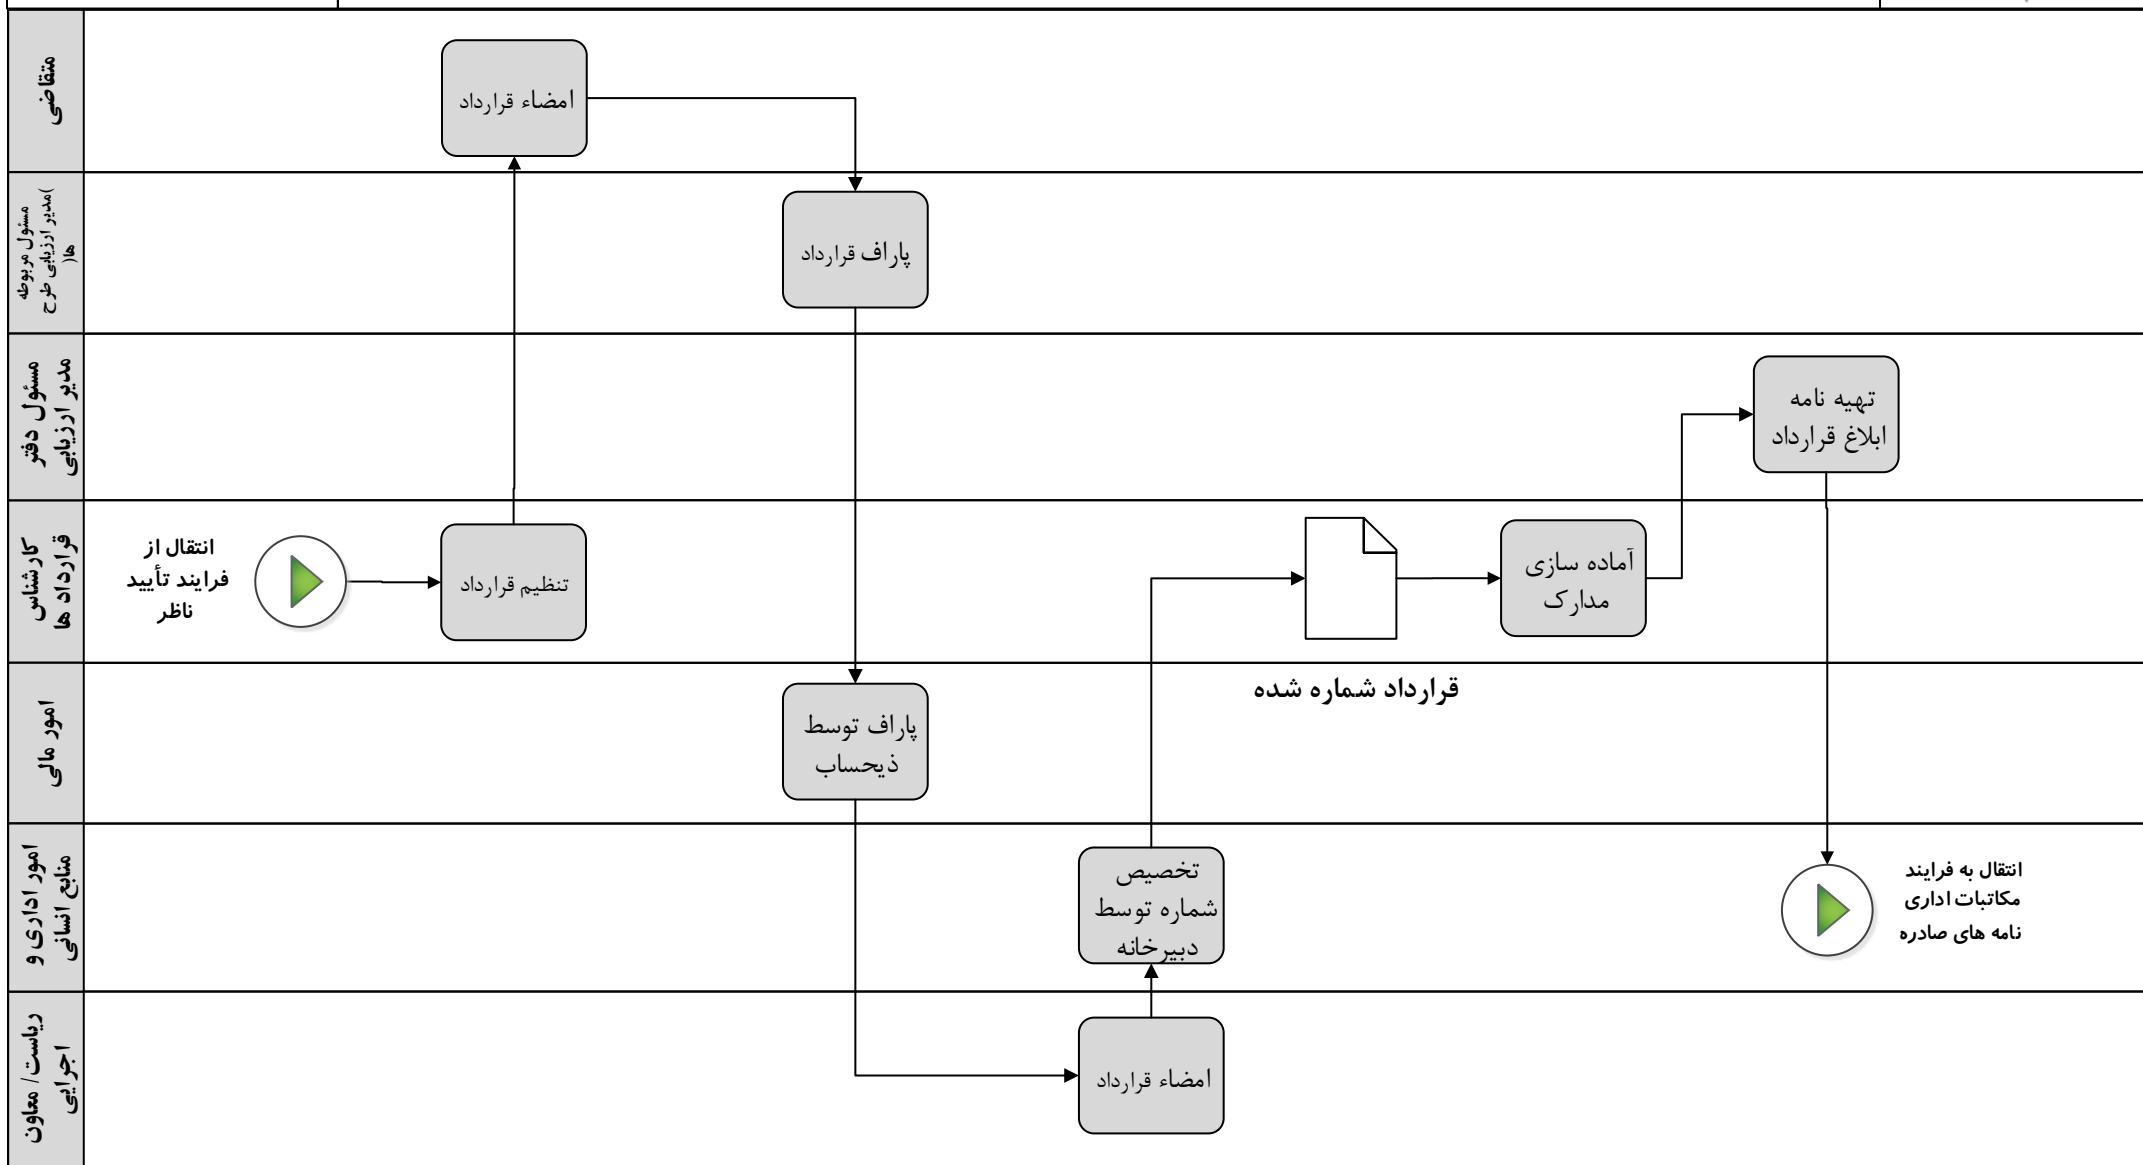 متقاضی
امضاء قرارداد
مسئول مربوطه
)مدیر ارزیابی طرح
ها(
پاراف قرارداد
مسئول دفتر
مدیر ارزیابی
تهیه نامه
ابلاغ قرارداد
کارشناس
قرارداد ها
انتقال از
فرایند تأیید
ناظر
تنظیم قرارداد
آماده سازی
مدارک
امور مالی
پاراف توسط
ذیحساب
قرارداد شماره شده
امور اداری و
منابع انسانی
تخصیص
شماره توسط
دبیرخانه
انتقال به فرایند
مکاتبات اداری
نامه های صادره
ریاست/ معاون
اجرایی
امضاء قرارداد